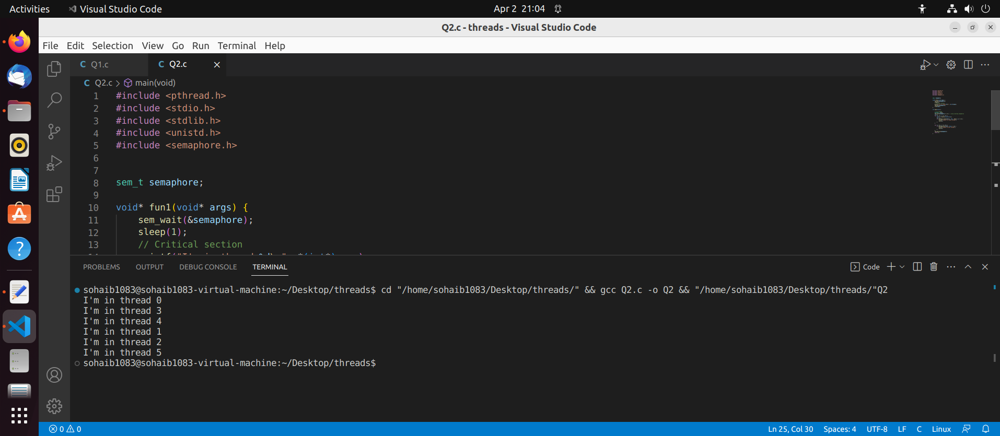 Activities Visual Studio Code Apr 2 21:04
Q2.c - threads - Visual Studio Code
File Edit Selection View Go Run Terminal Help
C Q1.c C Q2.c
C Q2.c > main(void)
1 #include <pthread.h>
2 #include <stdio.h>
3 #include <stdlib.h>
4 #include <unistd.h>
5 #include <semaphore.h>
6
7
8 sem_t semaphore;
9
10 void* fun1(void* args) {
11 sem_wait(&semaphore);
12 sleep(1);
13 // Critical section
PROBLEMS OUTPUT DEBUG CONSOLE TERMINAL Code
sohaib1083@sohaib1083-virtual-machine:~/Desktop/threads$ cd "/home/sohaib1083/Desktop/threads/" && gcc Q2.c -o Q2 && "/home/sohaib1083/Desktop/threads/"Q2
I'm in thread 0
I'm in thread 3
I'm in thread 4
I'm in thread 1
I'm in thread 2
I'm in thread 5
sohaib1083@sohaib1083-virtual-machine:~/Desktop/threads$
0 0 Ln 25, Col 30 Spaces: 4 UTF-8 LF C Linux